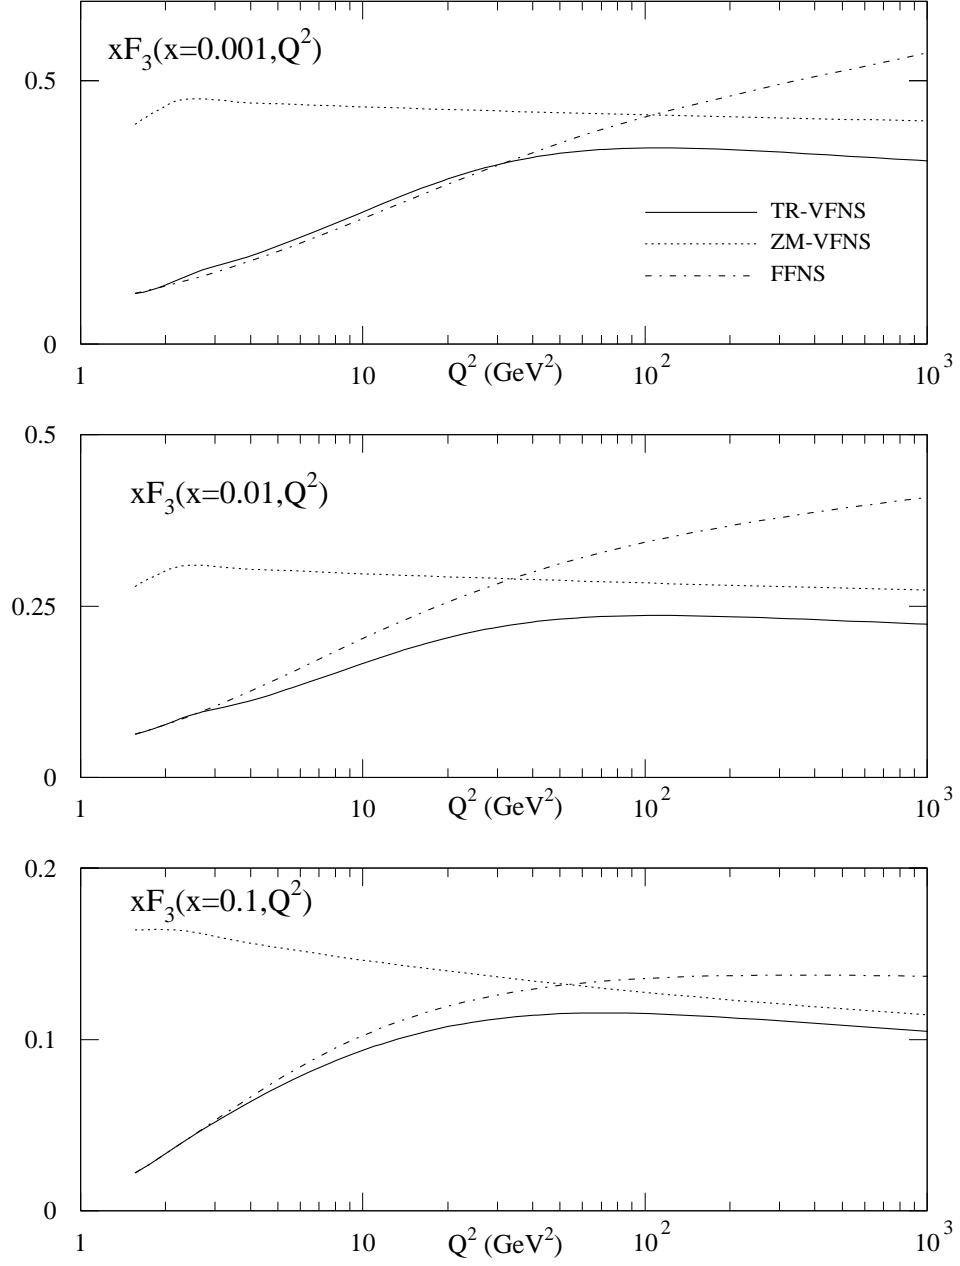 xF₃(x=0.001,Q²)
0.5
TR-VFNS
ZM-VFNS
FFNS
0
1 10 Q² (GeV²) 10² 10³
0.5
xF₃(x=0.01,Q²)
0.25
0
1 10 Q² (GeV²) 10² 10³
0.2
xF₃(x=0.1,Q²)
0.1
0
1 10 Q² (GeV²) 10² 10³